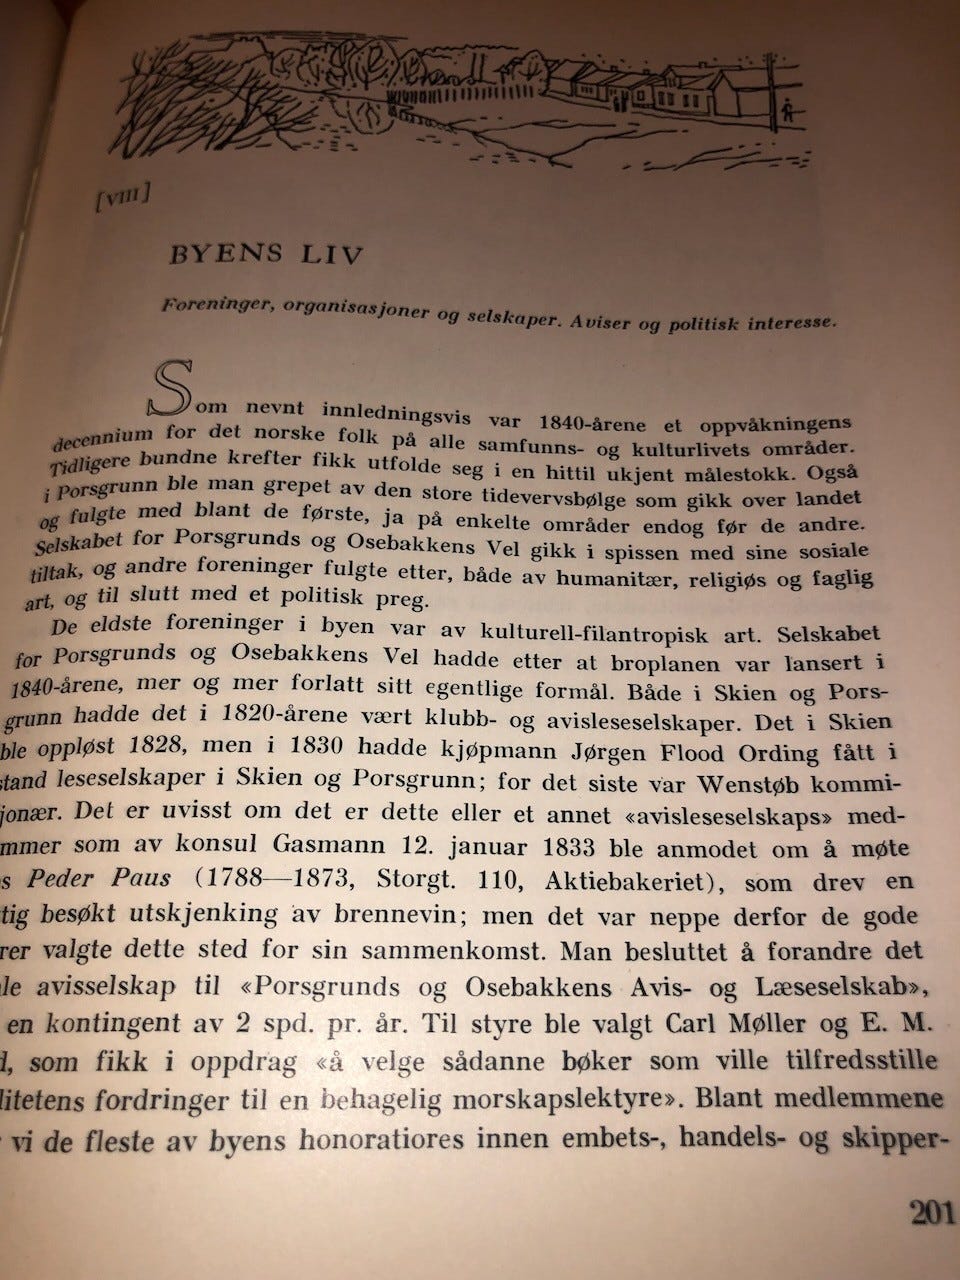 [VIII]
BYENS LIV
Foreninger, organisasjoner og selskaper. Aviser og politisk interesse.
Som nevnt innledningsvis var 1840-årene et oppvåkningens
decennium for det norske folk på alle samfunns- og kulturlivets områder.
Tidligere bundne krefter fikk utfolde seg i en hittil ukjent målestokk. Også
i Porsgrunn ble man grepet av den store tidevervsbølge som gikk over landet
og fulgte med blant de første, ja på enkelte områder endog før de andre.
Selskabet for Porsgrunds og Osebakkens Vel gikk i spissen med sine sosiale
tiltak, og andre foreninger fulgte etter, både av humanitær, religiøs og faglig
art, og til slutt med et politisk preg.
De eldste foreninger i byen var av kulturell-filantropisk art. Selskabet
for Porsgrunds og Osebakkens Vel hadde etter at broplanen var lansert i
1840-årene, mer og mer forlatt sitt egentlige formål. Både i Skien og Pors-
grunn hadde det i 1820-årene vært klubb- og avisleseselskaper. Det i Skien
ble oppløst 1828, men i 1830 hadde kjøpmann Jørgen Flood Ording fått i
stand leseselskaper i Skien og Porsgrunn; for det siste var Wenstøb kommi-
jonær. Det er uvisst om det er dette eller et annet «avisleseselskaps» med-
mmer som av konsul Gasmann 12. januar 1833 ble anmodet om å møte
s Peder Paus (1788—1873, Storgt. 110, Aktiebakeriet), som drev en
tig besøkt utskjenking av brennevin; men det var neppe derfor de gode
rer valgte dette sted for sin sammenkomst. Man besluttet å forandre det
le avisselskap til «Porsgrunds og Osebakkens Avis- og Læseselskab»,
en kontingent av 2 spd. pr. år. Til styre ble valgt Carl Møller og E. M.
d, som fikk i oppdrag «å velge sådanne bøker som ville tilfredsstille
litetens fordringer til en behagelig morskapslektyre». Blant medlemmene
vi de fleste av byens honoratiores innen embets-, handels- og skipper-
201